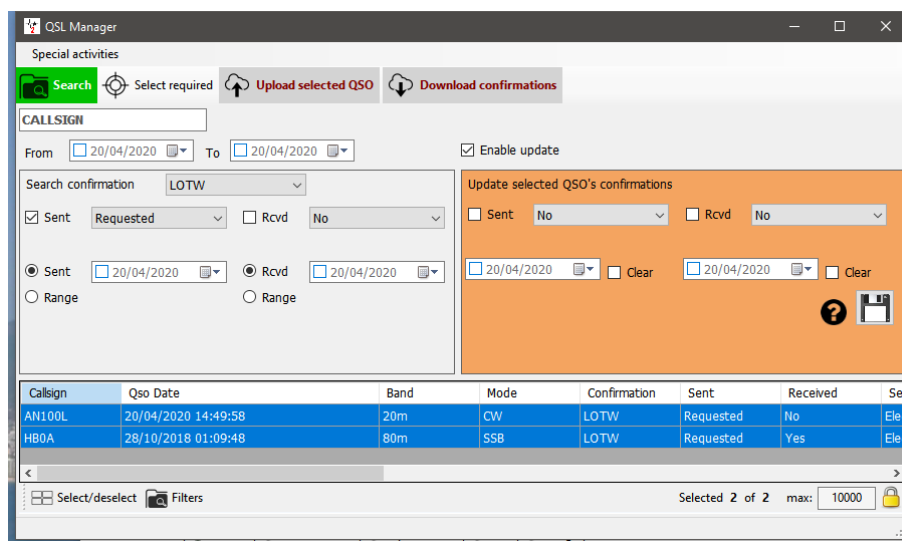 QSL Manager
Special activities
Search Select required Upload selected QSO Download confirmations
CALLSIGN
From 20/04/2020 To 20/04/2020 Enable update
Search confirmation LOTW Update selected QSO's confirmations
Sent Requested Rcvd No Sent No Rcvd No
Sent 20/04/2020 Rcvd 20/04/2020 20/04/2020 Clear 20/04/2020 Clear
Range Range
Callsign Qso Date Band Mode Confirmation Sent Received Se
AN100L 20/04/2020 14:49:58 20m CW LOTW Requested No Ele
HB0A 28/10/2018 01:09:48 80m SSB LOTW Requested Yes Ele
Select/deselect Filters Selected 2 of 2 max: 10000